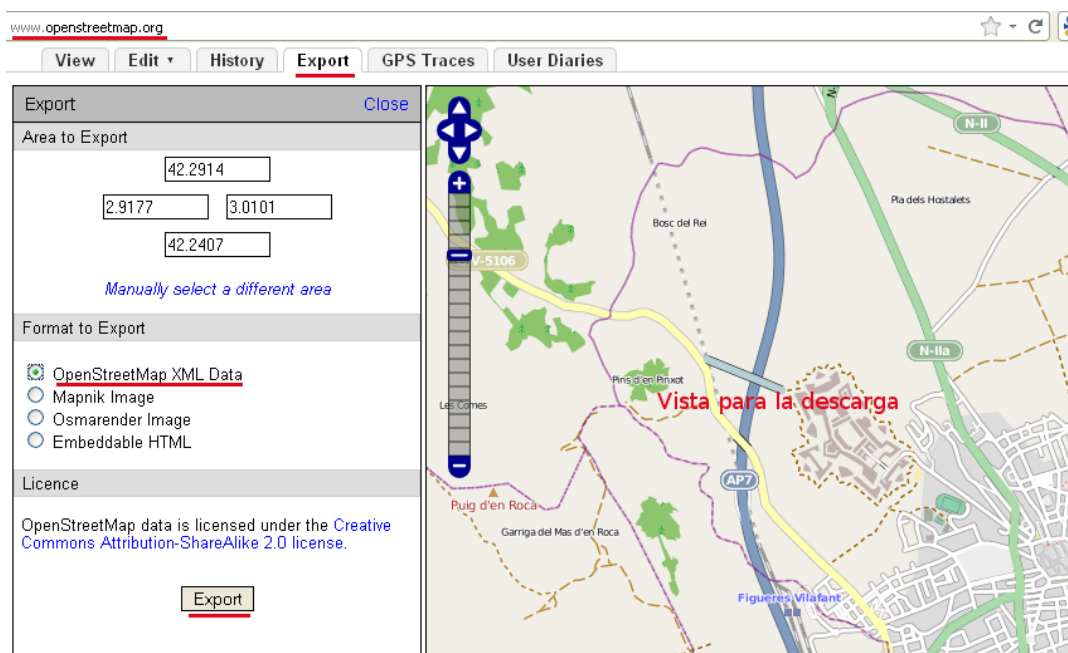 www.openstreetmap.org
View Edit ▾ History Export GPS Traces User Diaries
Export Close
Area to Export
42.2914
2.9177 3.0101
42.2407
Manually select a different area
Format to Export
OpenStreetMap XML Data
Mapnik Image
Osmarender Image
Embeddable HTML
Licence
OpenStreetMap data is licensed under the Creative
Commons Attribution-ShareAlike 2.0 license.
Export
N-II
Pla dels Hostalets
Bosc del Rei
V-5106
N-IIa
Pins d'en Pinxot
Vista para la descarga
Les Comes
AP7
Puig d'en Roca
Garriga del Mas d'en Roca
Figueres Vilafant